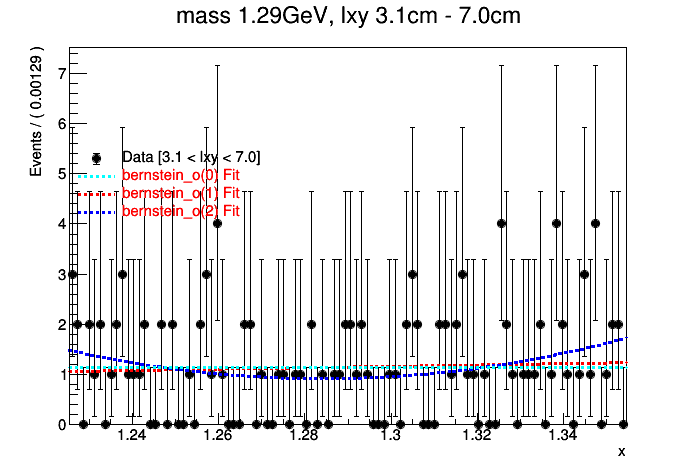 mass 1.29GeV, lxy 3.1cm - 7.0cm
Events / ( 0.00129 )
7
6
5
4
3
2
1
0
Data [3.1 < lxy < 7.0]
bernstein_o(0) Fit
bernstein_o(1) Fit
bernstein_o(2) Fit
1.24 1.26 1.28 1.3 1.32 1.34
x